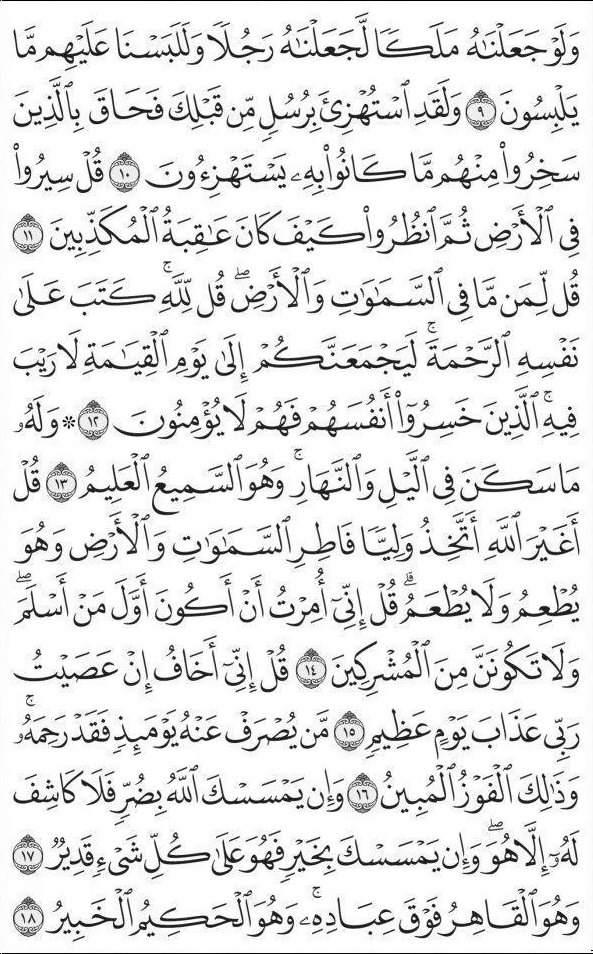 وَلَوْ جَعَلْنَٰهُ مَلَكًا لَّجَعَلْنَٰهُ رَجُلًا وَلَلَبَسْنَا عَلَيْهِم مَّا
يَلْبِسُونَ ٩ وَلَقَدِ ٱسْتُهْزِئَ بِرُسُلٍ مِّن قَبْلِكَ فَحَاقَ بِٱلَّذِينَ
سَخِرُوا۟ مِنْهُم مَّا كَانُوا۟ بِهِۦ يَسْتَهْزِءُونَ ١٠ قُلْ سِيرُوا۟
فِى ٱلْأَرْضِ ثُمَّ ٱنظُرُوا۟ كَيْفَ كَانَ عَٰقِبَةُ ٱلْمُكَذِّبِينَ ١١
قُل لِّمَن مَّا فِى ٱلسَّمَٰوَٰتِ وَٱلْأَرْضِ ۖ قُل لِّلَّهِ ۚ كَتَبَ عَلَىٰ
نَفْسِهِ ٱلرَّحْمَةَ ۚ لَيَجْمَعَنَّكُمْ إِلَىٰ يَوْمِ ٱلْقِيَٰمَةِ لَا رَيْبَ
فِيهِ ۚ ٱلَّذِينَ خَسِرُوٓا۟ أَنفُسَهُمْ فَهُمْ لَا يُؤْمِنُونَ ١٢ * وَلَهُۥ
مَا سَكَنَ فِى ٱلَّيْلِ وَٱلنَّهَارِ ۚ وَهُوَ ٱلسَّمِيعُ ٱلْعَلِيمُ ١٣ قُلْ
أَغَيْرَ ٱللَّهِ أَتَّخِذُ وَلِيًّا فَاطِرِ ٱلسَّمَٰوَٰتِ وَٱلْأَرْضِ وَهُوَ
يُطْعِمُ وَلَا يُطْعَمُ ۗ قُلْ إِنِّىٓ أُمِرْتُ أَنْ أَكُونَ أَوَّلَ مَنْ أَسْلَمَ ۖ
وَلَا تَكُونَنَّ مِنَ ٱلْمُشْرِكِينَ ١٤ قُلْ إِنِّىٓ أَخَافُ إِنْ عَصَيْتُ
رَبِّى عَذَابَ يَوْمٍ عَظِيمٍ ١٥ مَّن يُصْرَفْ عَنْهُ يَوْمَئِذٍ فَقَدْ رَحِمَهُۥ ۚ
وَذَٰلِكَ ٱلْفَوْزُ ٱلْمُبِينُ ١٦ وَإِن يَمْسَسْكَ ٱللَّهُ بِضُرٍّ فَلَا كَاشِفَ
لَهُۥٓ إِلَّا هُوَ ۖ وَإِن يَمْسَسْكَ بِخَيْرٍ فَهُوَ عَلَىٰ كُلِّ شَىْءٍ قَدِيرٌ ١٧
وَهُوَ ٱلْقَاهِرُ فَوْقَ عِبَادِهِۦ ۚ وَهُوَ ٱلْحَكِيمُ ٱلْخَبِيرُ ١٨